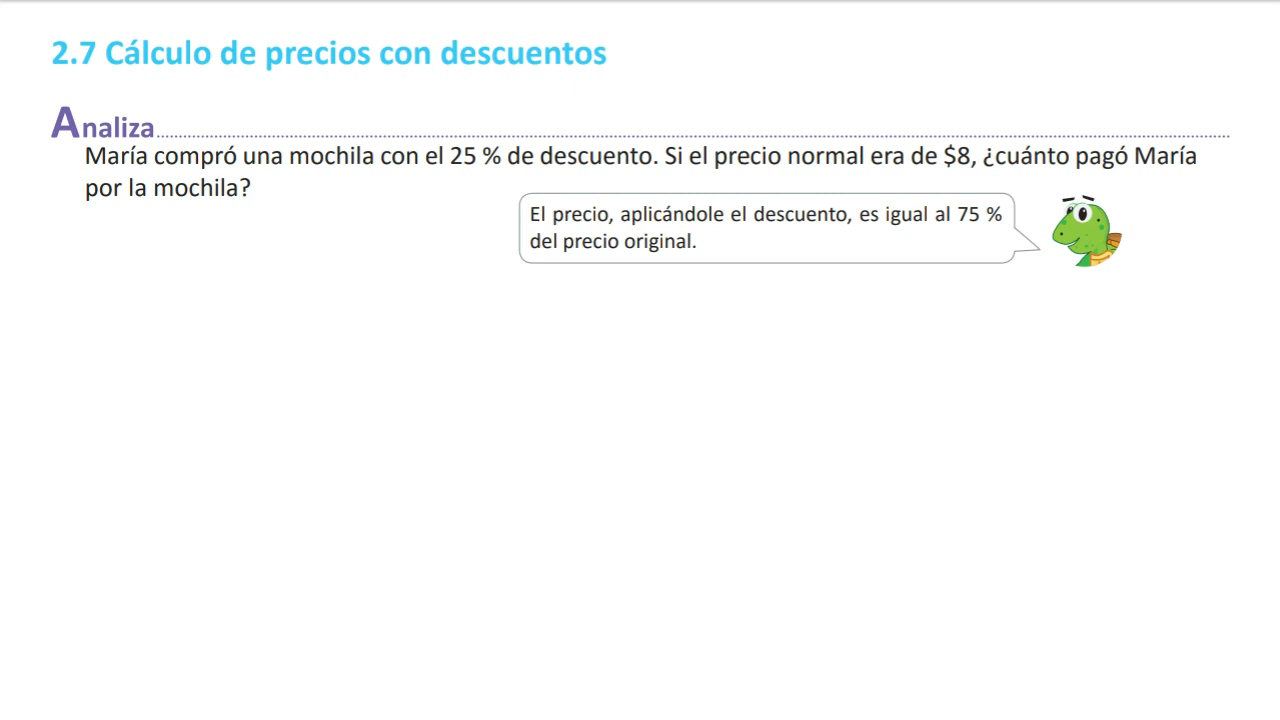 2.7 Cálculo de precios con descuentos
Analiza
María compró una mochila con el 25 % de descuento. Si el precio normal era de $8, ¿cuánto pagó María
por la mochila?
El precio, aplicándole el descuento, es igual al 75 %
del precio original.